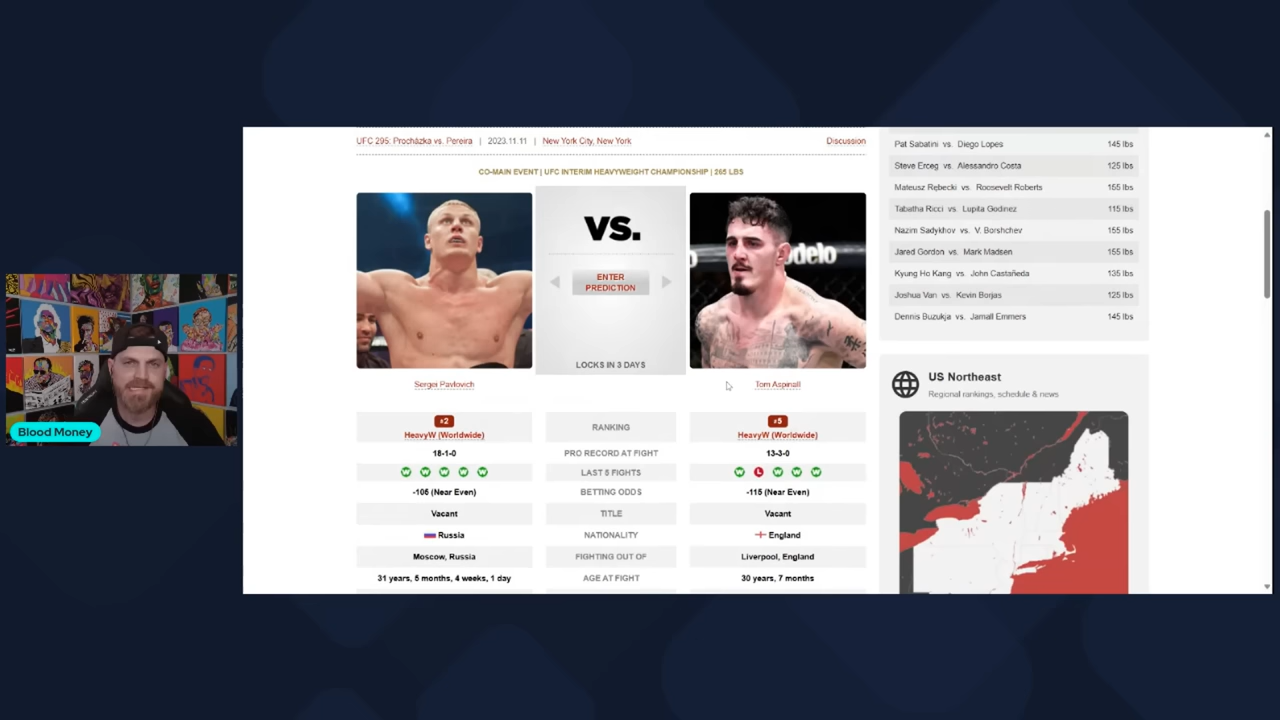 UFC 295: Procházka vs. Pereira | 2023.11.11 | New York City, New York
Discussion
CO-MAIN EVENT | UFC INTERIM HEAVYWEIGHT CHAMPIONSHIP | 265 LBS
VS.
ENTER
PREDICTION
LOCKS IN 3 DAYS
delo
Sergei Pavlovich
Tom Aspinall
#2 RANKING #5
HeavyW (Worldwide) HeavyW (Worldwide)
18-1-0 PRO RECORD AT FIGHT 13-3-0
W W W W W LAST 5 FIGHTS W L W W W
-105 (Near Even) BETTING ODDS -115 (Near Even)
Vacant TITLE Vacant
Russia NATIONALITY England
Moscow, Russia FIGHTING OUT OF Liverpool, England
31 years, 5 months, 4 weeks, 1 day AGE AT FIGHT 30 years, 7 months
Pat Sabatini vs. Diego Lopes 145 lbs
Steve Erceg vs. Alessandro Costa 125 lbs
Mateusz Rębecki vs. Roosevelt Roberts 155 lbs
Tabatha Ricci vs. Lupita Godinez 115 lbs
Nazim Sadykhov vs. V. Borshchev 155 lbs
Jared Gordon vs. Mark Madsen 155 lbs
Kyung Ho Kang vs. John Castañeda 135 lbs
Joshua Van vs. Kevin Borjas 125 lbs
Dennis Buzukja vs. Jamall Emmers 145 lbs
US Northeast
Regional rankings, schedule & news
Blood Money